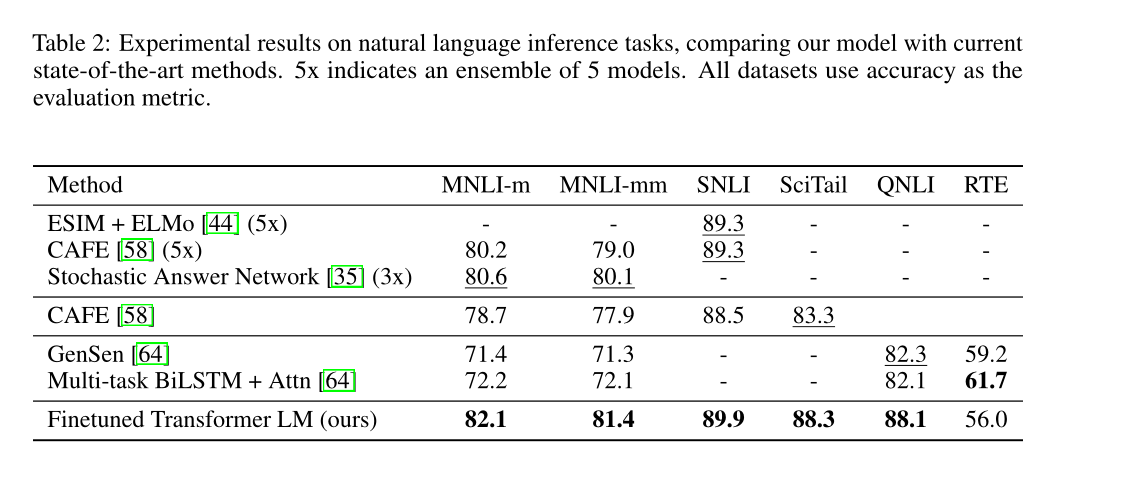 Table 2: Experimental results on natural language inference tasks, comparing our model with current
state-of-the-art methods. 5x indicates an ensemble of 5 models. All datasets use accuracy as the
evaluation metric.
Method MNLI-m MNLI-mm SNLI SciTail QNLI RTE
ESIM + ELMo [44] (5x) - - 89.3 - - -
CAFE [58] (5x) 80.2 79.0 89.3 - - -
Stochastic Answer Network [35] (3x) 80.6 80.1 - - - -
CAFE [58] 78.7 77.9 88.5 83.3
GenSen [64] 71.4 71.3 - - 82.3 59.2
Multi-task BiLSTM + Attn [64] 72.2 72.1 - - 82.1 61.7
Finetuned Transformer LM (ours) 82.1 81.4 89.9 88.3 88.1 56.0